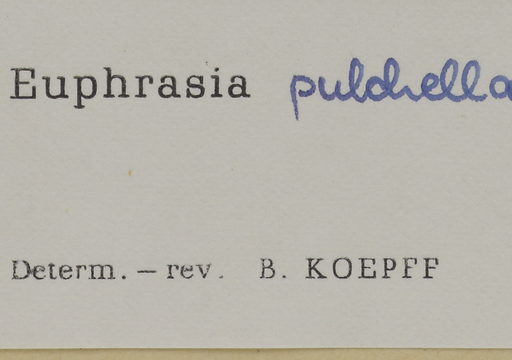 Euphrasia pulchella
Determ. – rev. B. KOEPFF